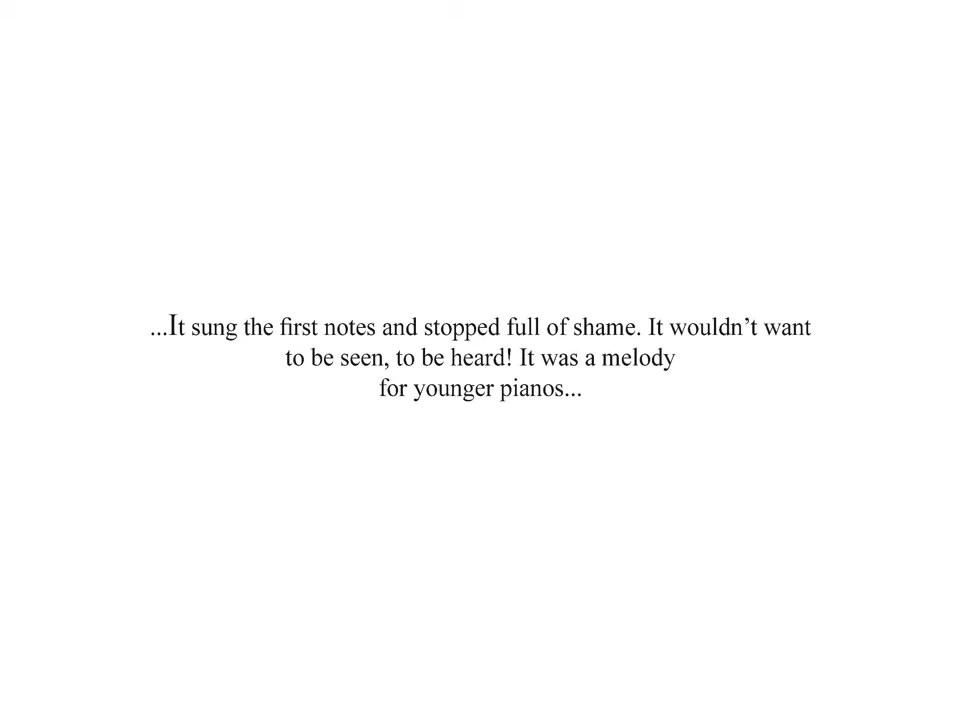 ...It sung the first notes and stopped full of shame. It wouldn’t want
to be seen, to be heard! It was a melody
for younger pianos...